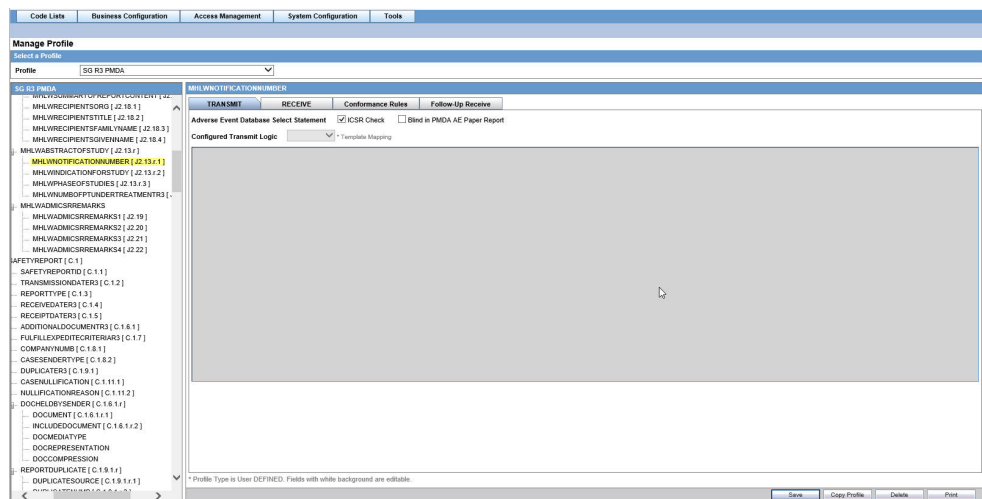 Code Lists Business Configuration Access Management System Configuration Tools
Manage Profile
Select a Profile
Profile SG R3 PMDA
SG R3 PMDA
MHLWRECIPIENTSORG [ J2.18.1 ]
MHLWRECIPIENTSTITLE [ J2.18.2 ]
MHLWRECIPIENTSFAMILYNAME [ J2.18.3 ]
MHLWRECIPIENTSGIVENNAME [ J2.18.4 ]
MHLWABSTRACTOFSTUDY [ J2.13.r ]
MHLWNOTIFICATIONNUMBER [ J2.13.r.1 ]
MHLWINDICATIONFORSTUDY [ J2.13.r.2 ]
MHLWPHASEOFSTUDIES [ J2.13.r.3 ]
MHLWNUMBOFPTUNDERTREATMENTR3 [
MHLWADMICSRREMARKS
MHLWADMICSRREMARKS1 [ J2.19 ]
MHLWADMICSRREMARKS2 [ J2.20 ]
MHLWADMICSRREMARKS3 [ J2.21 ]
MHLWADMICSRREMARKS4 [ J2.22 ]
AFETYREPORT [ C.1 ]
SAFETYREPORTID [ C.1.1 ]
TRANSMISSIONDATER3 [ C.1.2 ]
REPORTTYPE [ C.1.3 ]
RECEIVEDATER3 [ C.1.4 ]
RECEIPTDATER3 [ C.1.5 ]
ADDITIONALDOCUMENTR3 [ C.1.6.1 ]
FULFILLEXPEDITECRITERIAR3 [ C.1.7 ]
COMPANYNUMB [ C.1.8.1 ]
CASESENDERTYPE [ C.1.8.2 ]
DUPLICATER3 [ C.1.9.1 ]
CASENULLIFICATION [ C.1.11.1 ]
NULLIFICATIONREASON [ C.1.11.2 ]
DOCHELDBYSENDER [ C.1.6.1.r ]
DOCUMENT [ C.1.6.1.r.1 ]
INCLUDEDOCUMENT [ C.1.6.1.r.2 ]
DOCMEDIATYPE
DOCREPRESENTATION
DOCCOMPRESSION
REPORTDUPLICATE [ C.1.9.1.r ]
DUPLICATESOURCE [ C.1.9.1.r.1 ]
MHLWNOTIFICATIONNUMBER
TRANSMIT RECEIVE Conformance Rules Follow-Up Receive
Adverse Event Database Select Statement ICSR Check Blind in PMDA AE Paper Report
Configured Transmit Logic * Template Mapping
* Profile Type is User DEFINED. Fields with white background are editable.
Save Copy Profile Delete Print